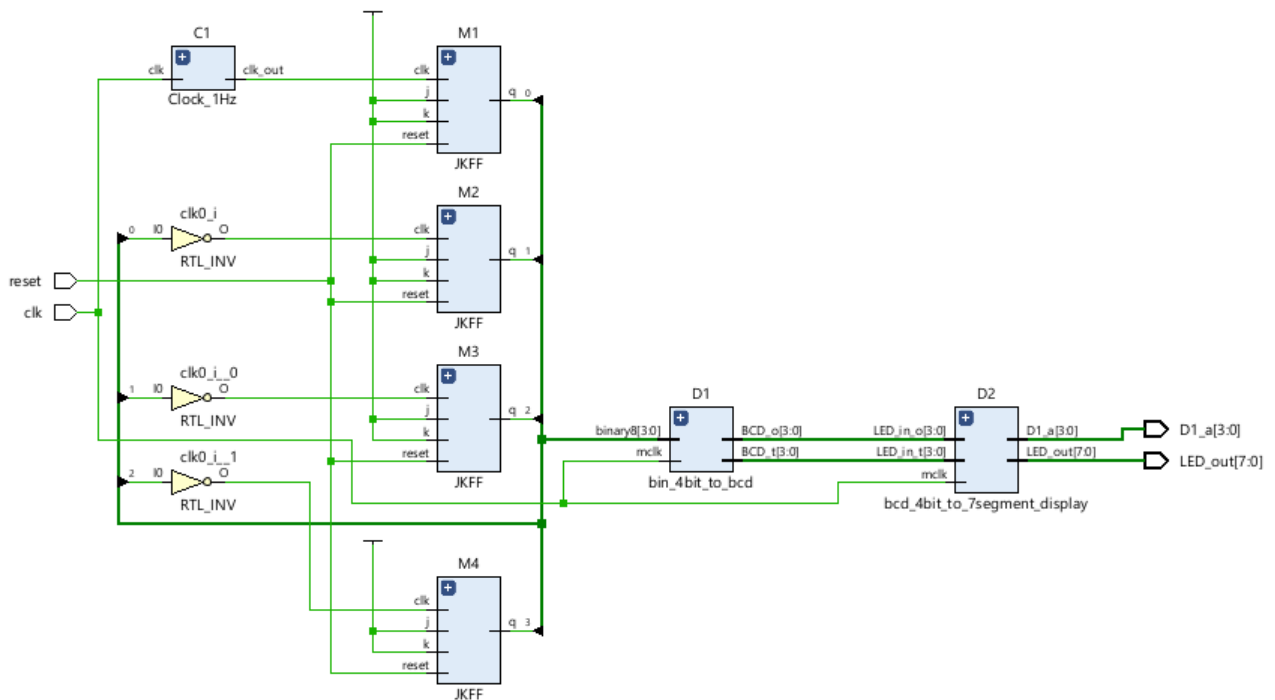 C1
clk
clk_out
Clock_1Hz
M1
clk
j
k
reset
q 0
JKFF
M2
clk
j
k
reset
q 1
JKFF
clk0_i
0 I0 O
RTL_INV
reset
clk
M3
clk
j
k
reset
q 2
JKFF
clk0_i__0
1 I0 O
RTL_INV
clk0_i__1
2 I0 O
RTL_INV
M4
clk
j
k
reset
q 3
JKFF
D1
binary8[3:0]
mclk
BCD_o[3:0]
BCD_t[3:0]
bin_4bit_to_bcd
D2
LED_in_o[3:0]
LED_in_t[3:0]
mclk
D1_a[3:0]
LED_out[7:0]
bcd_4bit_to_7segment_display
D1_a[3:0]
LED_out[7:0]